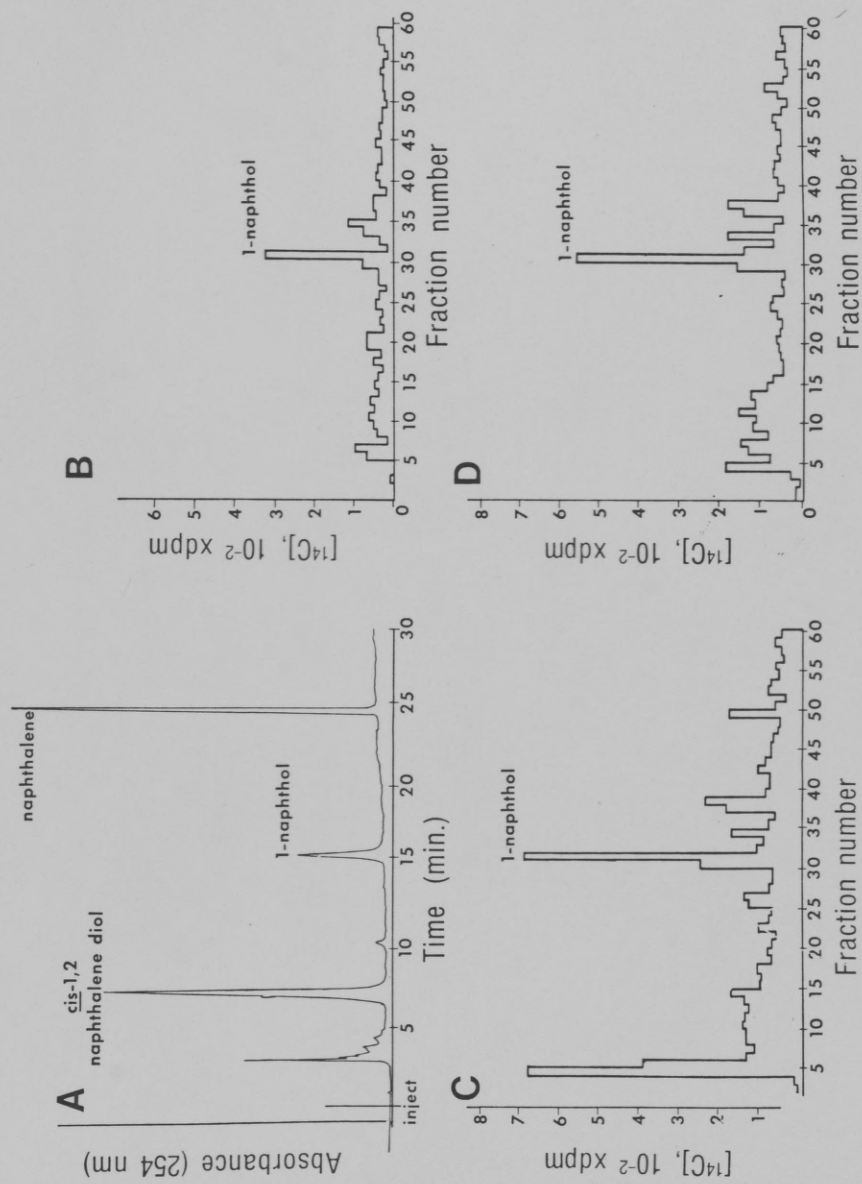 A
Absorbance (254 nm)
inject
cis-1,2
naphthalene diol
1-naphthol
naphthalene
5 10 15 20 25 30
Time (min.)
B
[¹⁴C], 10⁻² xdpm
6
5
4
3
2
1
0
1-naphthol
5 10 15 20 25 30 35 40 45 50 55 60
Fraction number
C
[¹⁴C], 10⁻² xdpm
8
7
6
5
4
3
2
1
1-naphthol
5 10 15 20 25 30 35 40 45 50 55 60
Fraction number
D
[¹⁴C], 10⁻² xdpm
8
7
6
5
4
3
2
1
0
1-naphthol
5 10 15 20 25 30 35 40 45 50 55 60
Fraction number